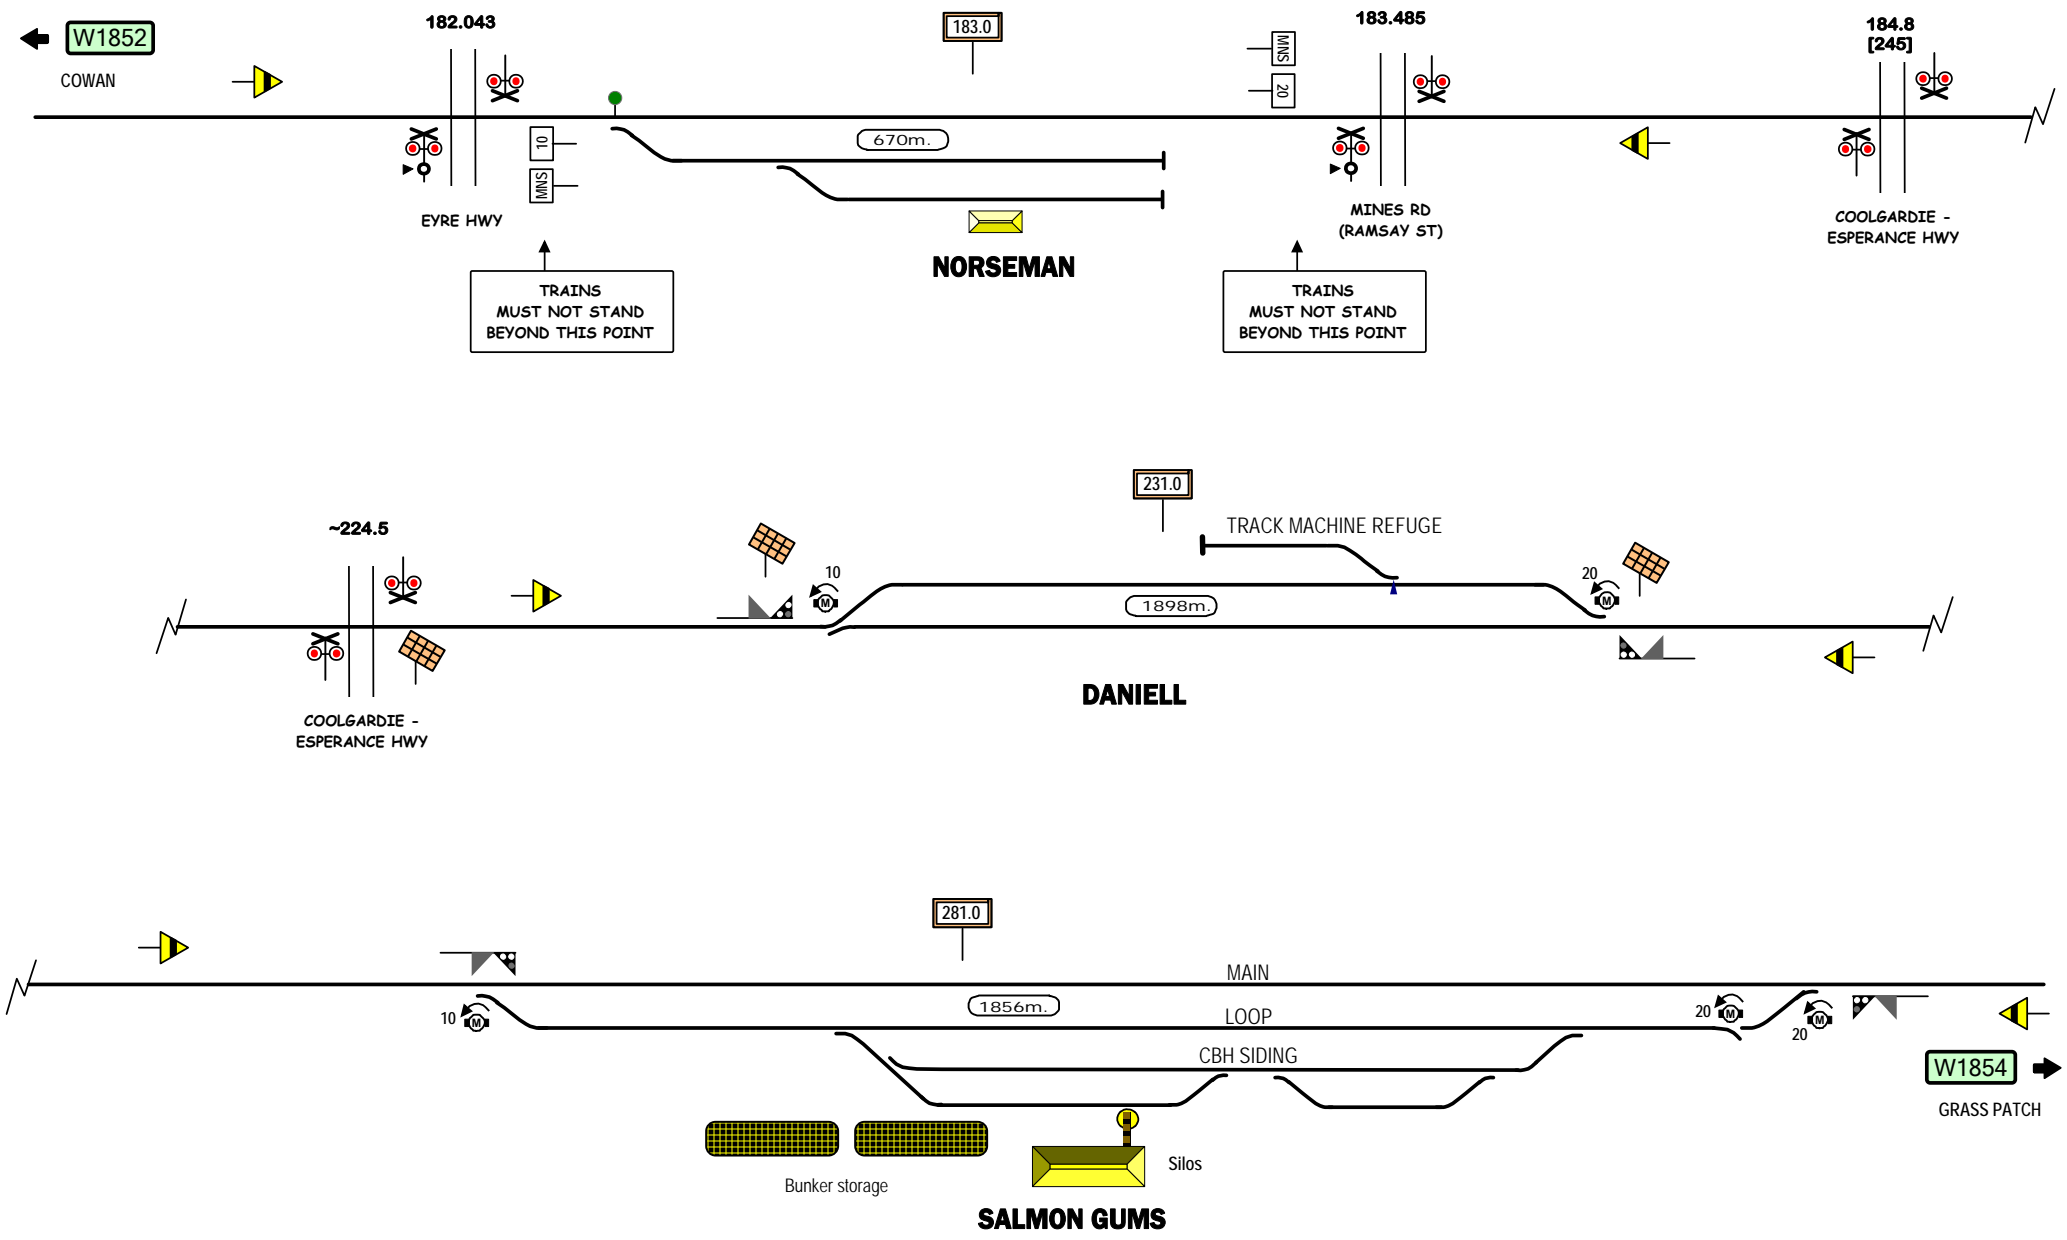 W1852
COWAN
182.043
183.0
183.485
184.8
[245]
MNS
20
10
MNS
670m.
EYRE HWY
NORSEMAN
MINES RD
(RAMSAY ST)
COOLGARDIE -
ESPERANCE HWY
TRAINS
MUST NOT STAND
BEYOND THIS POINT
TRAINS
MUST NOT STAND
BEYOND THIS POINT
~224.5
231.0
TRACK MACHINE REFUGE
10
M
20
M
1898m.
DANIELL
COOLGARDIE -
ESPERANCE HWY
281.0
MAIN
1856m.
LOOP
10
M
20
M
20
M
CBH SIDING
W1854
GRASS PATCH
Silos
Bunker storage
SALMON GUMS